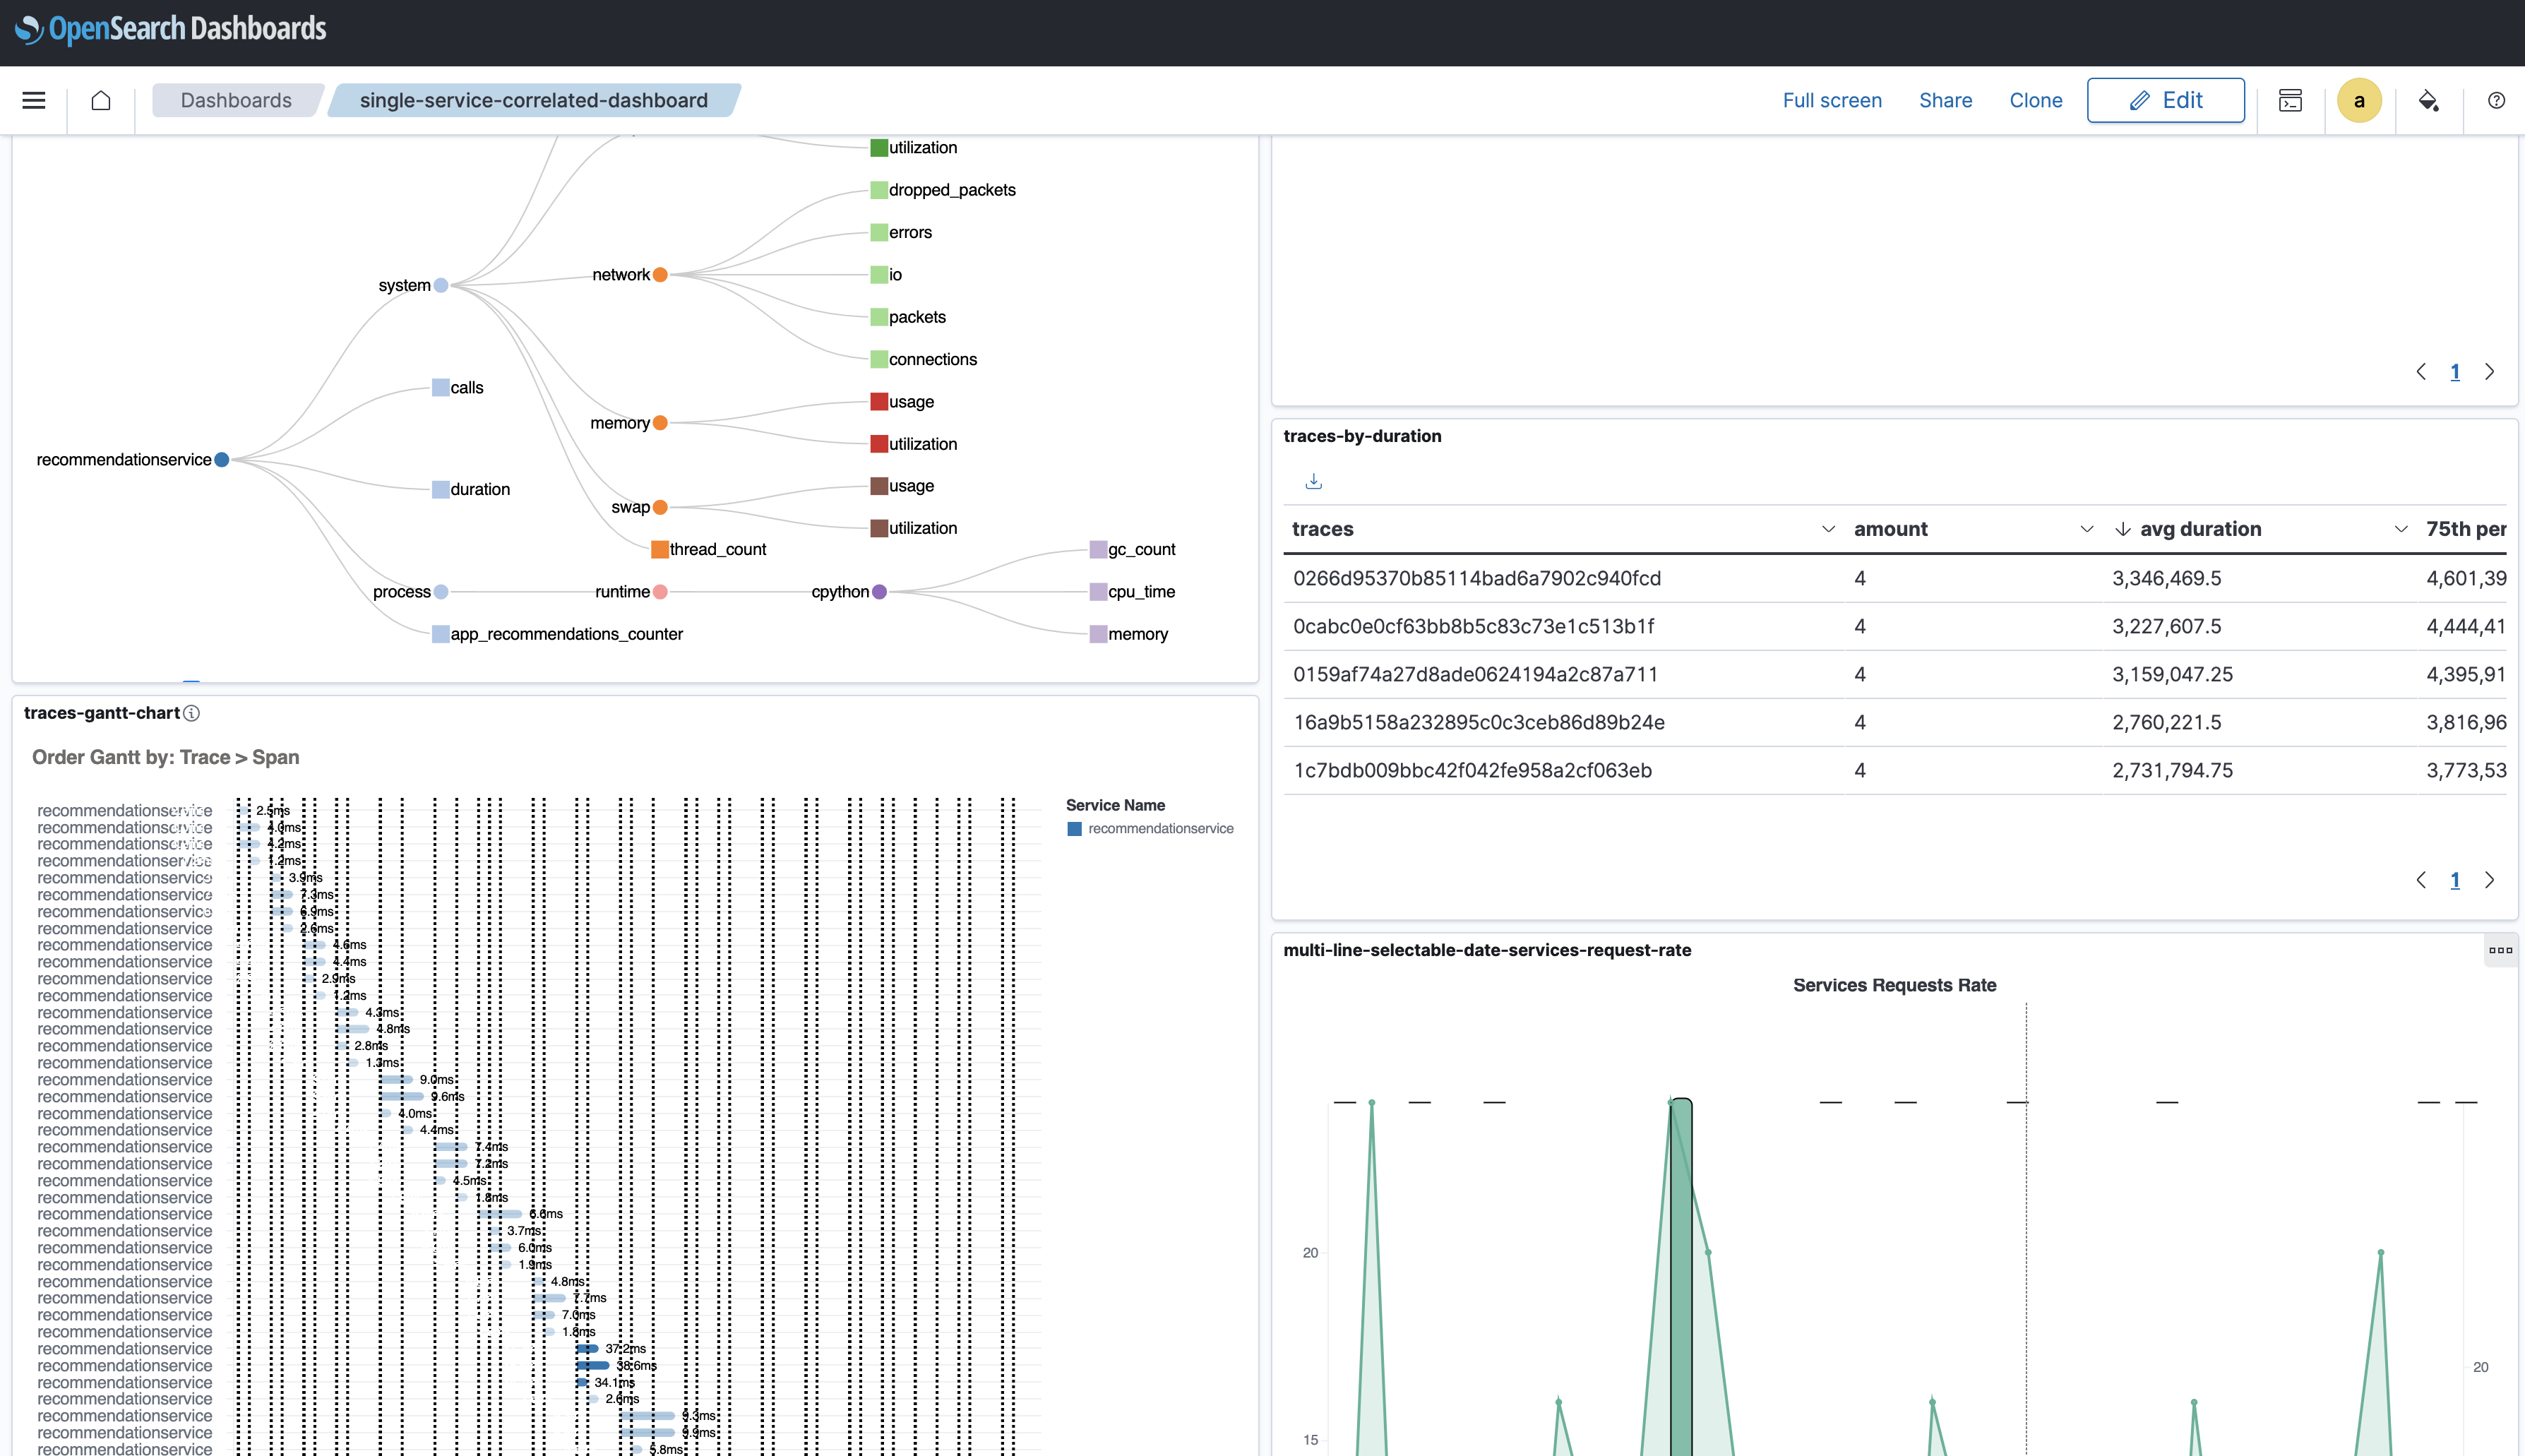 OpenSearch Dashboards
Dashboards
single-service-correlated-dashboard
Full screen
Share
Clone
Edit
a
utilization
dropped_packets
errors
system
network
io
packets
connections
calls
memory
usage
utilization
recommendationservice
duration
swap
usage
utilization
thread_count
gc_count
process
runtime
cpython
cpu_time
app_recommendations_counter
memory
1
traces-by-duration
traces amount avg duration 75th per
0266d95370b85114bad6a7902c940fcd 4 3,346,469.5 4,601,39
0cabc0e0cf63bb8b5c83c73e1c513b1f 4 3,227,607.5 4,444,41
0159af74a27d8ade0624194a2c87a711 4 3,159,047.25 4,395,91
16a9b5158a232895c0c3ceb86d89b24e 4 2,760,221.5 3,816,96
1c7bdb009bbc42f042fe958a2cf063eb 4 2,731,794.75 3,773,53
1
traces-gantt-chart
Order Gantt by: Trace > Span
Service Name
recommendationservice
recommendationservice 2.5ms
recommendationservice 4.0ms
recommendationservice 4.2ms
recommendationservice 1.2ms
recommendationservice 3.9ms
recommendationservice 7.3ms
recommendationservice 6.9ms
recommendationservice 2.6ms
recommendationservice 4.6ms
recommendationservice 4.4ms
recommendationservice 2.9ms
recommendationservice 1.2ms
recommendationservice 4.3ms
recommendationservice 4.8ms
recommendationservice 2.8ms
recommendationservice 1.3ms
recommendationservice 9.0ms
recommendationservice 9.6ms
recommendationservice 4.0ms
recommendationservice 4.4ms
recommendationservice 7.4ms
recommendationservice 7.2ms
recommendationservice 4.5ms
recommendationservice 1.8ms
recommendationservice 6.6ms
recommendationservice 3.7ms
recommendationservice 6.0ms
recommendationservice 1.9ms
recommendationservice 4.8ms
recommendationservice 7.7ms
recommendationservice 7.0ms
recommendationservice 1.8ms
recommendationservice 37.2ms
recommendationservice 38.6ms
recommendationservice 34.1ms
recommendationservice 2.6ms
recommendationservice 9.3ms
recommendationservice 9.9ms
recommendationservice 5.8ms
multi-line-selectable-date-services-request-rate
Services Requests Rate
20
20
15